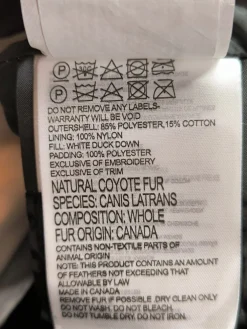 DO NOT REMOVE ANY LABELS-
WARRANTY WILL BE VOID
OUTERSHELL: 85% POLYESTER,15% COTTON
LINING: 100% NYLON
FILL: WHITE DUCK DOWN
PADDING: 100% POLYESTER
EXCLUSIVE OF EMBROIDERY
EXCLUSIVE OF TRIM
NATURAL COYOTE FUR
SPECIES: CANIS LATRANS
COMPOSITION: WHOLE
FUR ORIGIN: CANADA
CONTAINS NON-TEXTILE PARTS OF
ANIMAL ORIGIN
NOTE: THIS PRODUCT CONTAINS AN AMOUNT
OF FEATHERS NOT EXCEEDING THAT
ALLOWABLE BY LAW
MADE IN CANADA
REMOVE FUR IF POSSIBLE DRY CLEAN ONLY
DO NOT WASH. DO NOT BLEACH.
DO NOT TUMBLE DRY. DO NOT IRON.